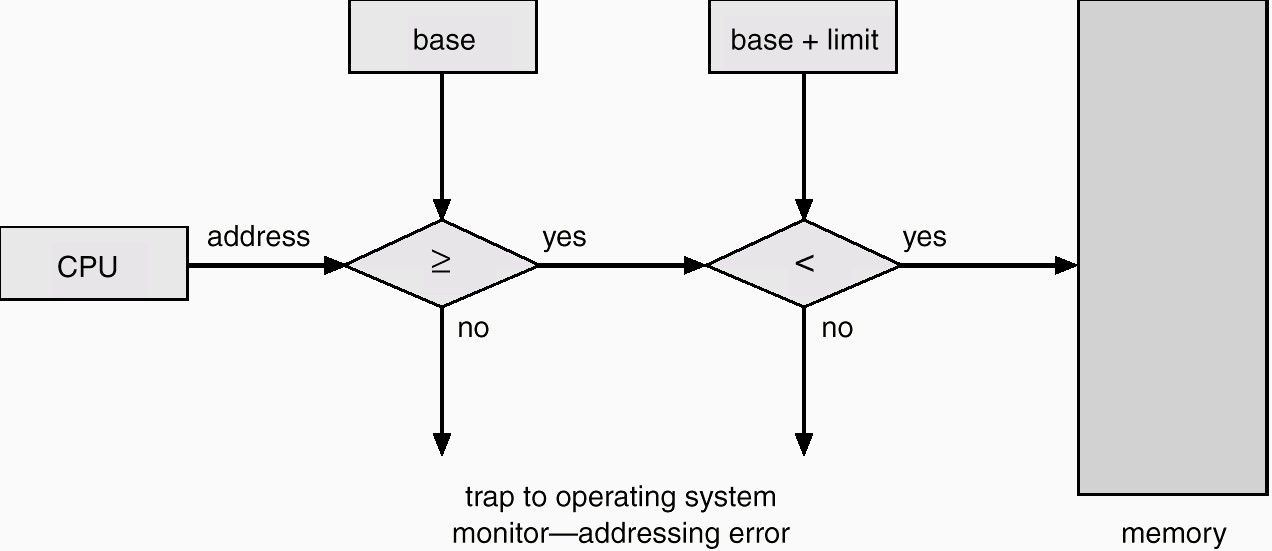 base
base + limit
CPU
address
≥
yes
<
yes
no
no
trap to operating system
monitor—addressing error
memory